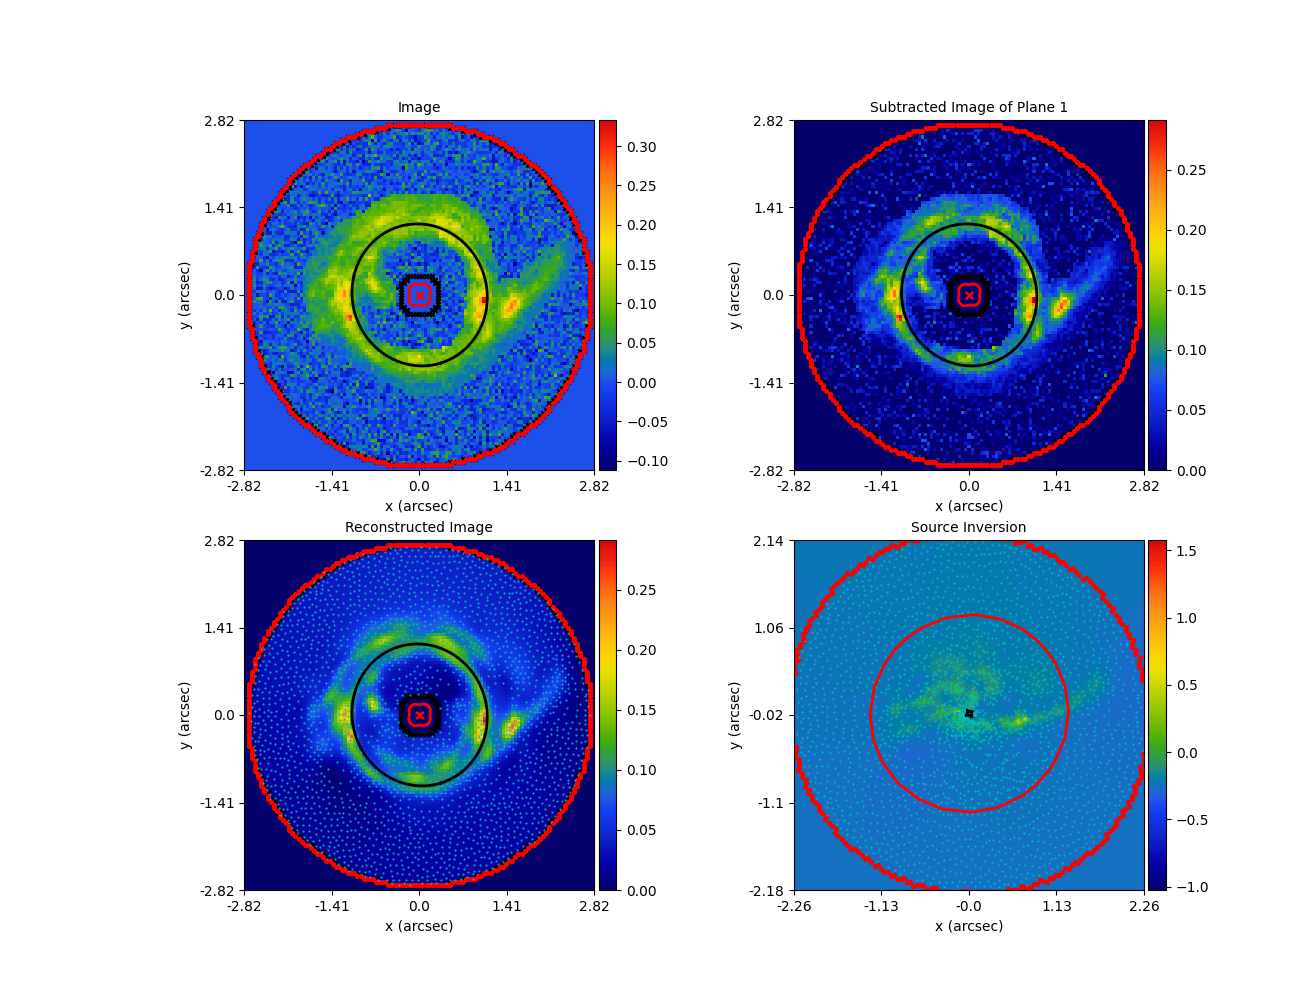 Image
Subtracted Image of Plane 1
2.82
1.41
0.0
-1.41
-2.82
y (arcsec)
-2.82 -1.41 0.0 1.41 2.82
x (arcsec)
0.30
0.25
0.20
0.15
0.10
0.05
0.00
−0.05
−0.10
2.82
1.41
0.0
-1.41
-2.82
y (arcsec)
-2.82 -1.41 0.0 1.41 2.82
x (arcsec)
0.25
0.20
0.15
0.10
0.05
0.00
Reconstructed Image
Source Inversion
2.82
1.41
0.0
-1.41
-2.82
y (arcsec)
-2.82 -1.41 0.0 1.41 2.82
x (arcsec)
0.25
0.20
0.15
0.10
0.05
0.00
2.14
1.06
-0.02
-1.1
-2.18
y (arcsec)
-2.26 -1.13 -0.0 1.13 2.26
x (arcsec)
1.5
1.0
0.5
0.0
−0.5
−1.0